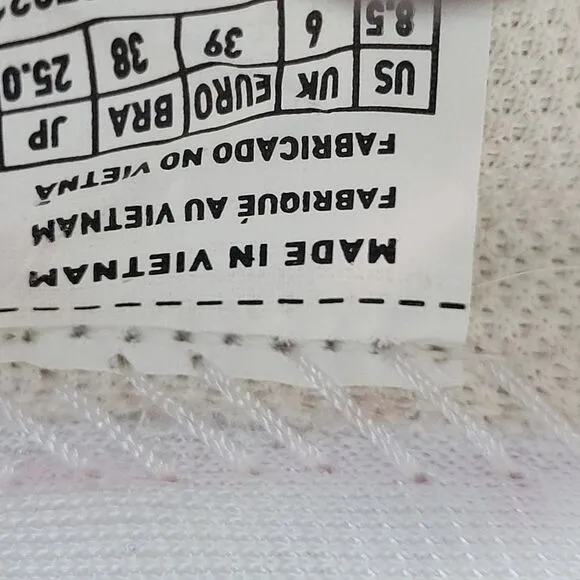 MADE IN VIETNAM
FABRIQUÉ AU VIETNAM
FABRICADO NO VIETNÃ
US UK EURO BRA JP
8.5 6 39 38 25.0